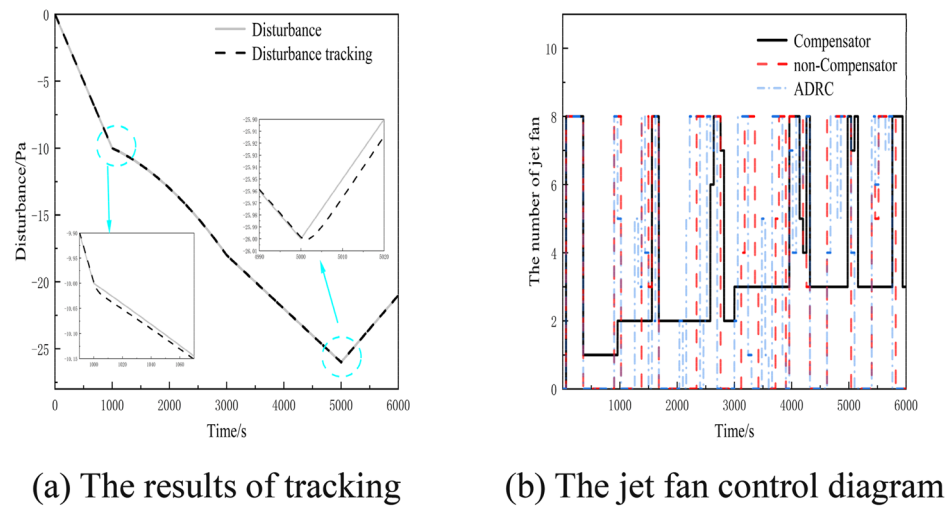 Disturbance
Disturbance tracking
Disturbance/Pa
0
−5
−10
−15
−20
−25
0 1000 2000 3000 4000 5000 6000
Time/s
(a) The results of tracking
Compensator
non-Compensator
ADRC
The number of jet fan
10
8
6
4
2
0
1000 2000 3000 4000 5000 6000
Time/s
(b) The jet fan control diagram